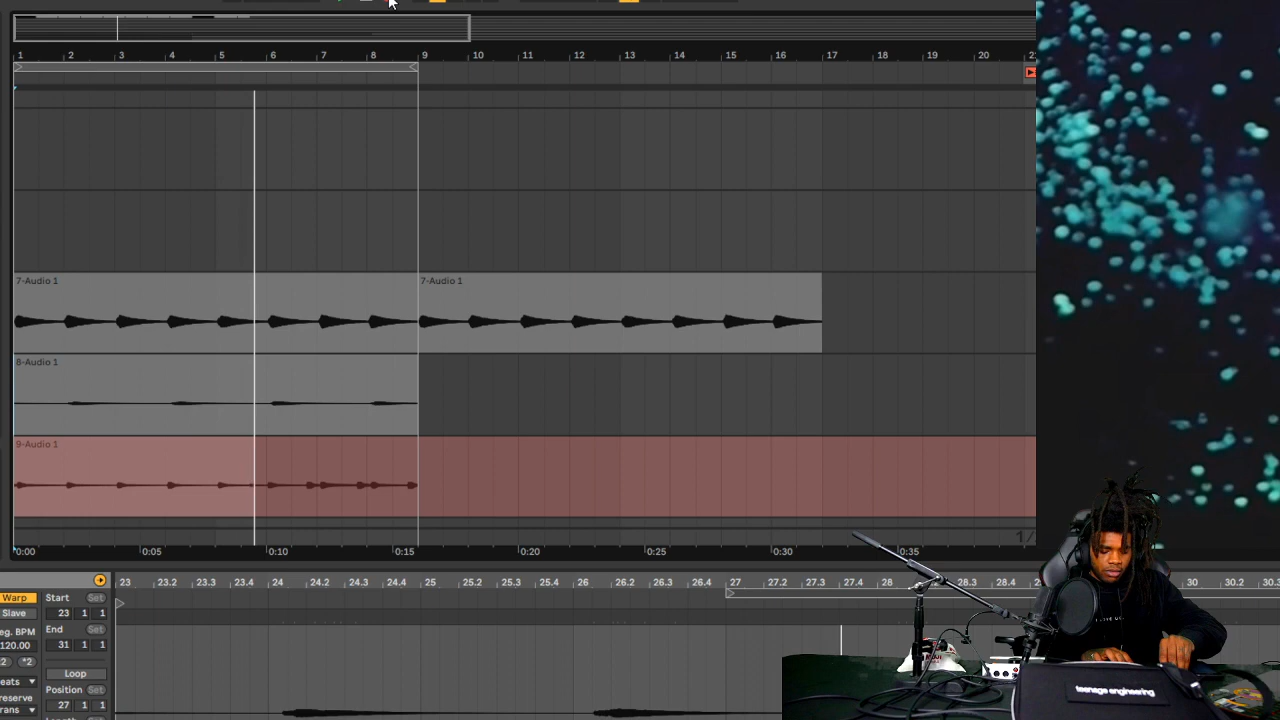 1 2 3 4 5 6 7 8 9 10 11 12 13 14 15 16 17 18 19 20
7-Audio 1 7-Audio 1
8-Audio 1
9-Audio 1
1/
0:00 0:05 0:10 0:15 0:20 0:25 0:30 0:35
23 23.2 23.3 23.4 24 24.2 24.3 24.4 25 25.2 25.3 25.4 26 26.2 26.3 26.4 27 27.2 27.3 27.4 28 28.3 28.4 30 30.2 30.3
Warp Start Set
Slave 23 1 1
eg. BPM End Set
120.00 31 1 1
*2
Loop
eats Position Set
reserve 27 1 1
rans
teenage engineering